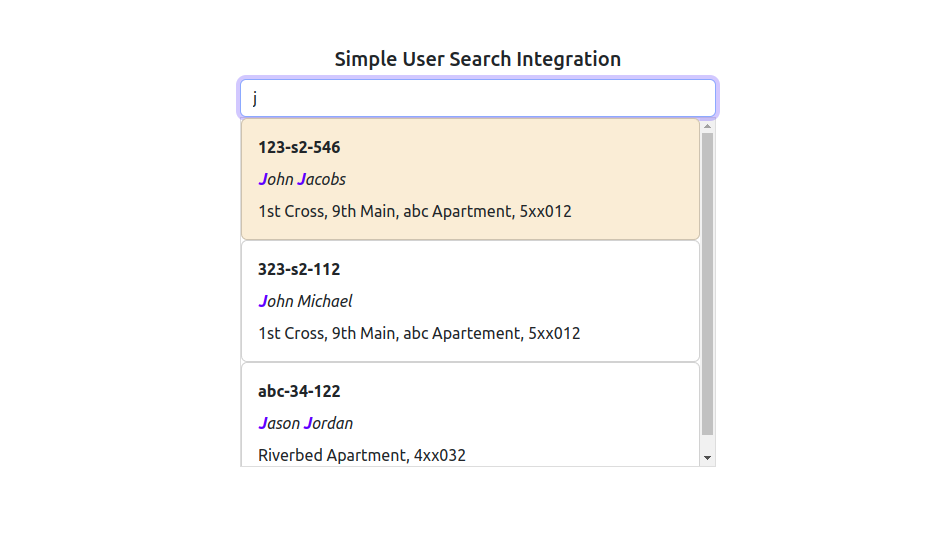 Simple User Search Integration
j
123-s2-546
John Jacobs
1st Cross, 9th Main, abc Apartment, 5xx012
323-s2-112
John Michael
1st Cross, 9th Main, abc Apartement, 5xx012
abc-34-122
Jason Jordan
Riverbed Apartment, 4xx032